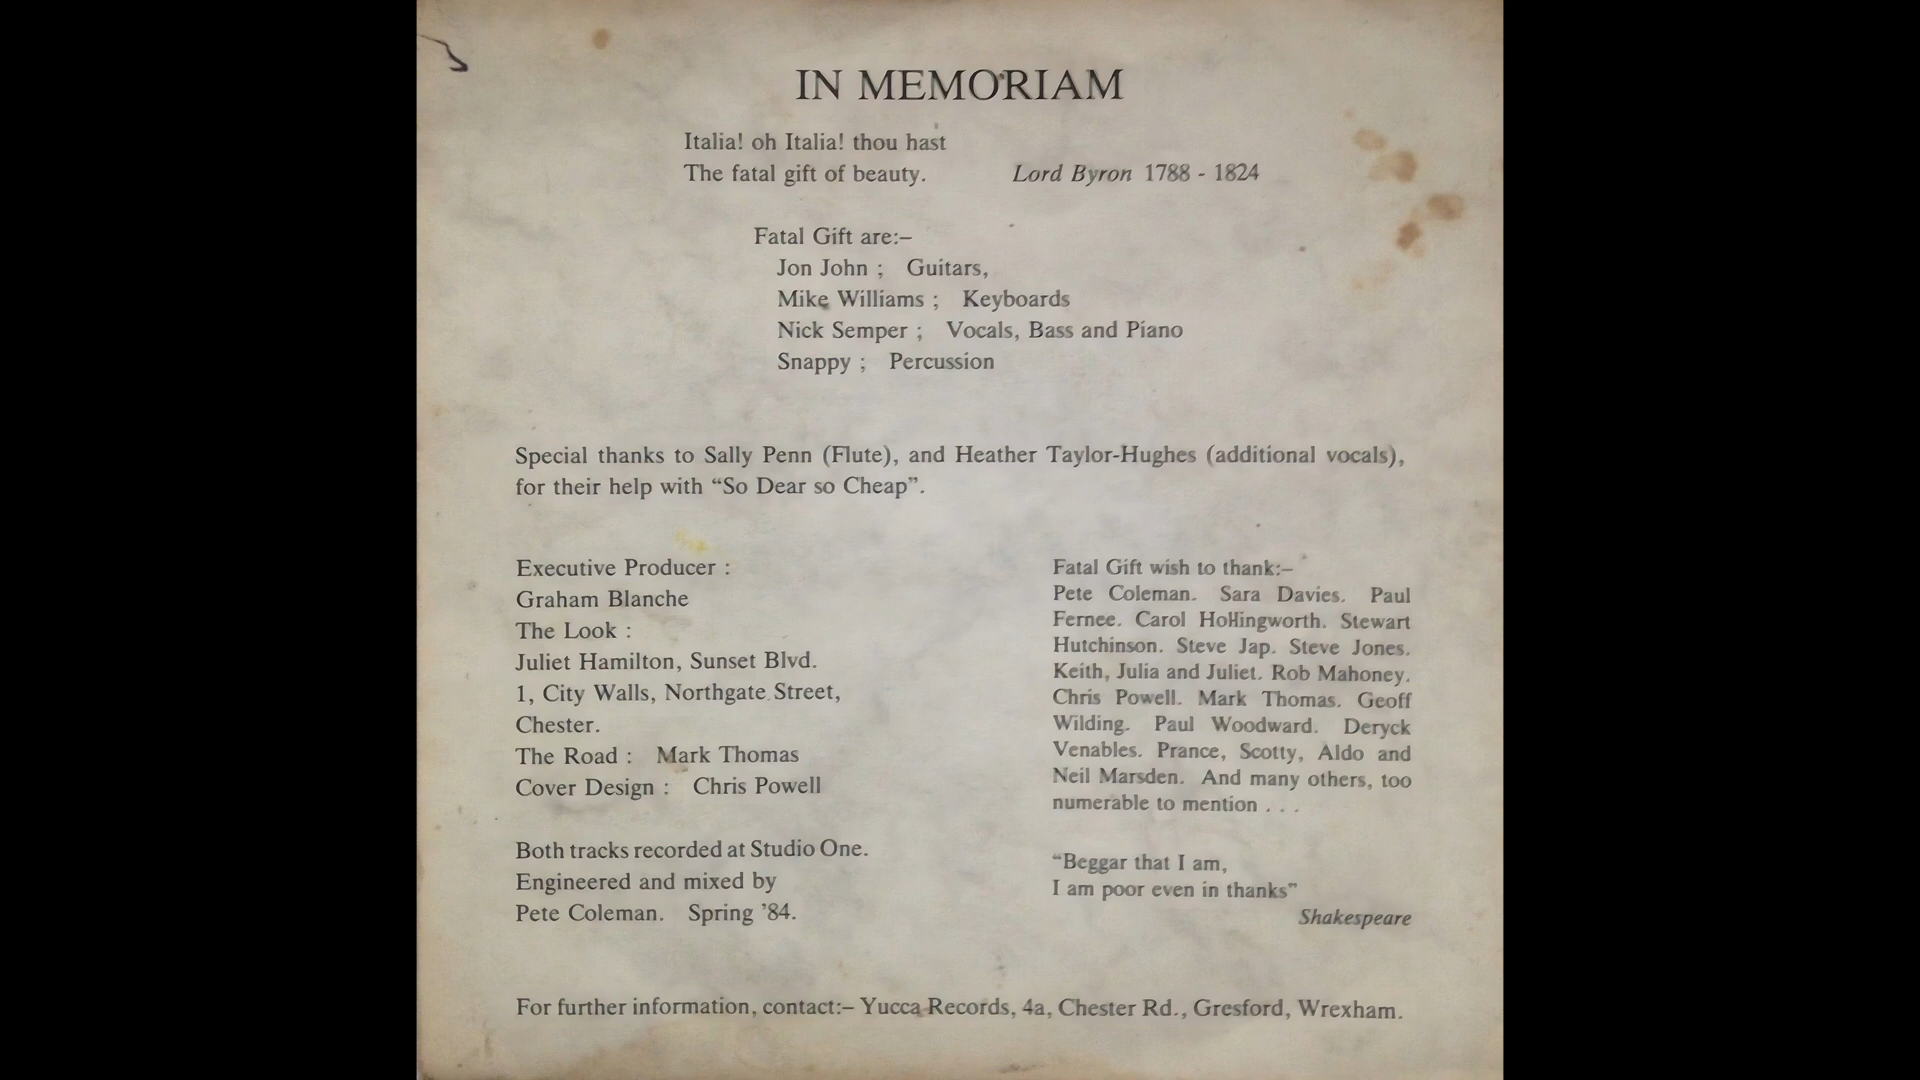 IN MEMORIAM
Italia! oh Italia! thou hast
The fatal gift of beauty. Lord Byron 1788 - 1824
Fatal Gift are:–
Jon John ; Guitars,
Mike Williams ; Keyboards
Nick Semper ; Vocals, Bass and Piano
Snappy ; Percussion
Special thanks to Sally Penn (Flute), and Heather Taylor-Hughes (additional vocals),
for their help with “So Dear so Cheap”.
Executive Producer :
Graham Blanche
The Look :
Juliet Hamilton, Sunset Blvd.
1, City Walls, Northgate Street,
Chester.
The Road : Mark Thomas
Cover Design : Chris Powell
Both tracks recorded at Studio One.
Engineered and mixed by
Pete Coleman. Spring ’84.
Fatal Gift wish to thank:–
Pete Coleman. Sara Davies. Paul
Fernee. Carol Hollingworth. Stewart
Hutchinson. Steve Jap. Steve Jones.
Keith, Julia and Juliet. Rob Mahoney.
Chris Powell. Mark Thomas. Geoff
Wilding. Paul Woodward. Deryck
Venables. Prance, Scotty, Aldo and
Neil Marsden. And many others, too
numerable to mention . . .
“Beggar that I am,
I am poor even in thanks”
Shakespeare
For further information, contact:– Yucca Records, 4a, Chester Rd., Gresford, Wrexham.